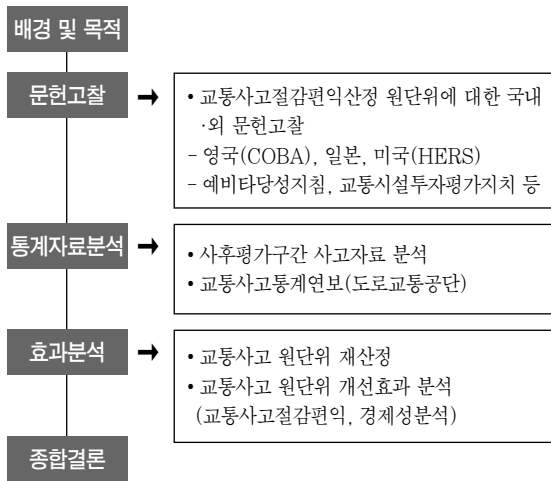 배경 및 목적
문헌고찰
• 교통사고절감편익산정 원단위에 대한 국내
·외 문헌고찰
- 영국(COBA), 일본, 미국(HERS)
- 예비타당성지침, 교통시설투자평가지치 등
통계자료분석
• 사후평가구간 사고자료 분석
• 교통사고통계연보(도로교통공단)
효과분석
• 교통사고 원단위 재산정
• 교통사고 원단위 개선효과 분석
(교통사고절감편익, 경제성분석)
종합결론